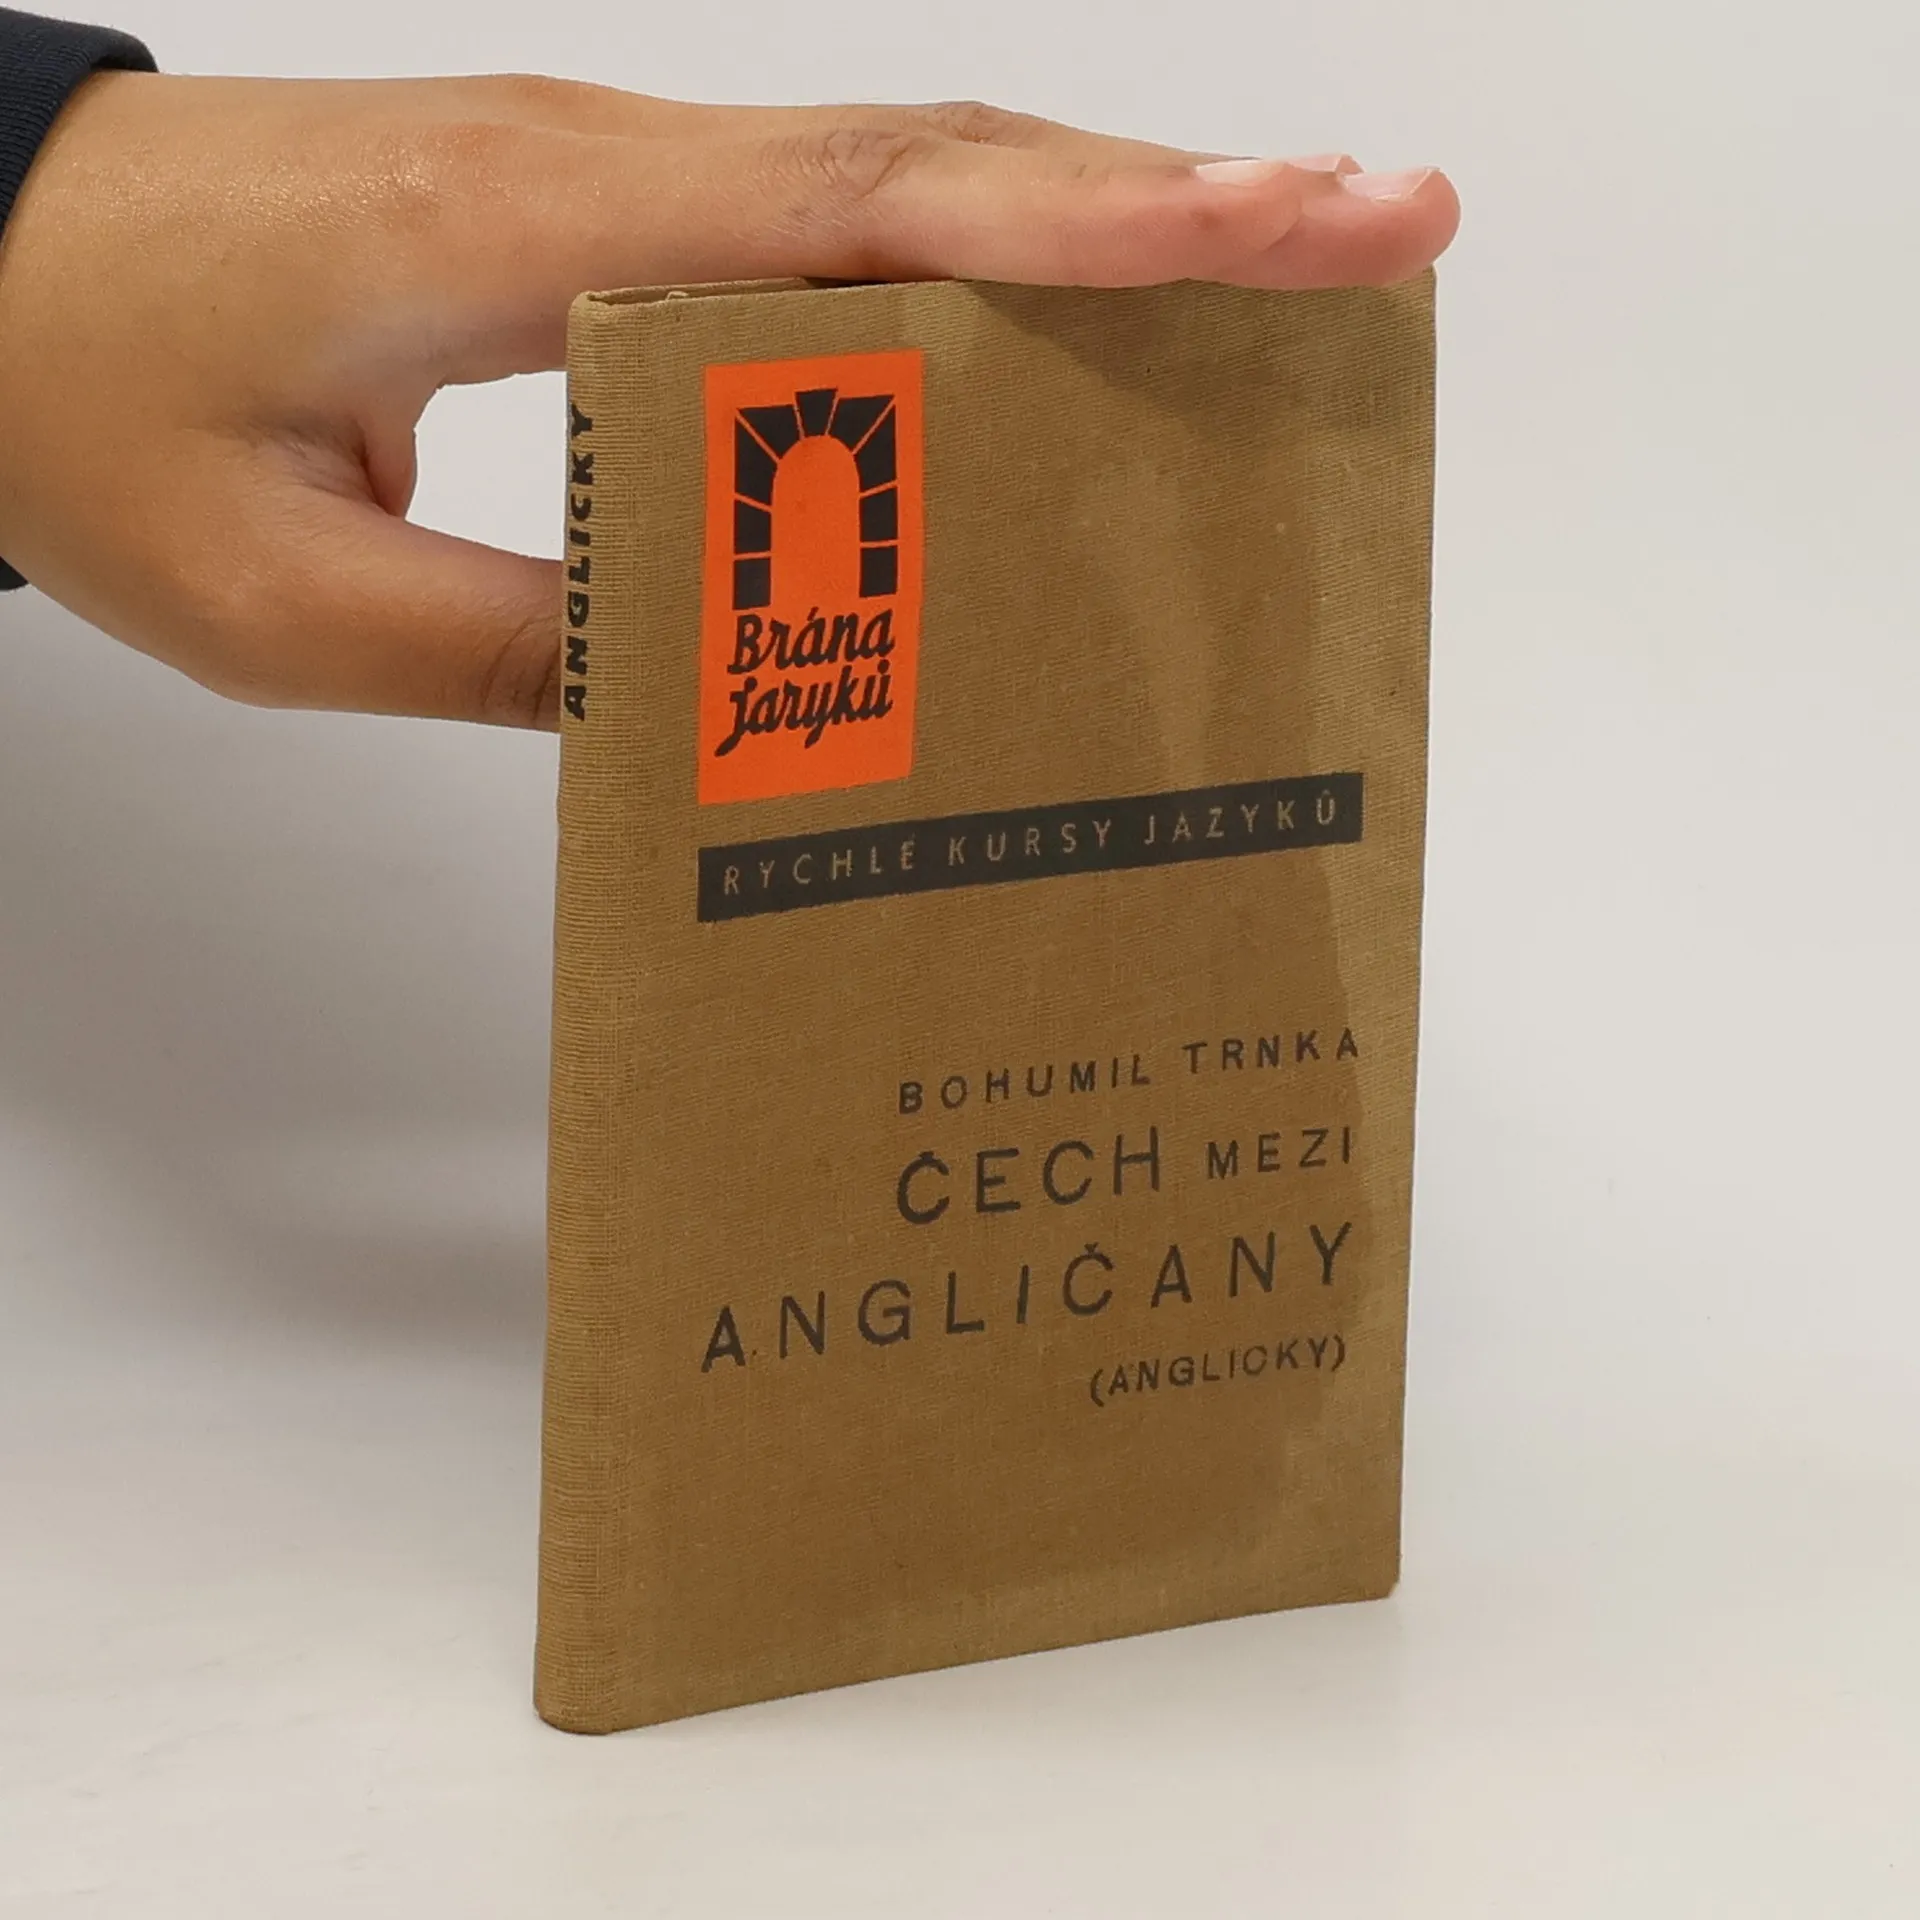 ANGLICKY
Brána
jazyků
RYCHLÉ KURSY JAZYKŮ
BOHUMIL TRNKA
ČECH MEZI
ANGLIČANY
(ANGLICKY)